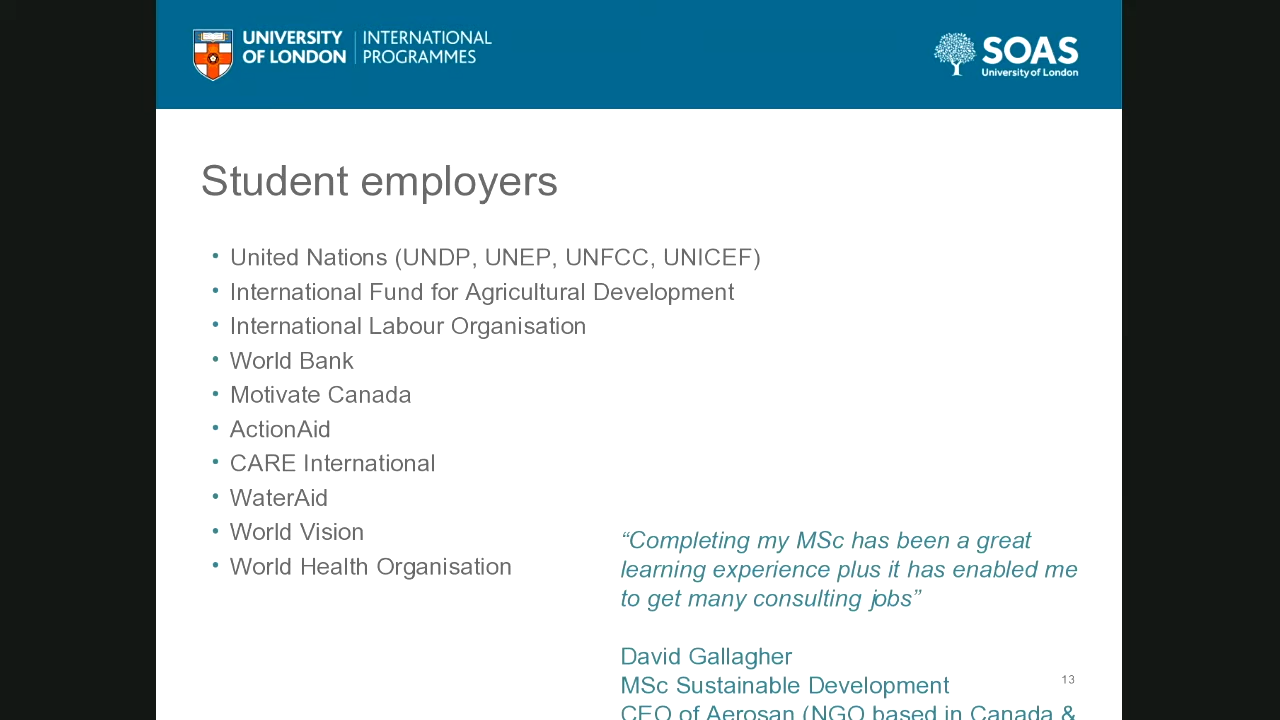 UNIVERSITY OF LONDON
INTERNATIONAL PROGRAMMES
SOAS
University of London
Student employers
• United Nations (UNDP, UNEP, UNFCC, UNICEF)
• International Fund for Agricultural Development
• International Labour Organisation
• World Bank
• Motivate Canada
• ActionAid
• CARE International
• WaterAid
• World Vision
• World Health Organisation
“Completing my MSc has been a great
learning experience plus it has enabled me
to get many consulting jobs”
David Gallagher
MSc Sustainable Development
13
CEO of Aerosan (NGO based in Canada &